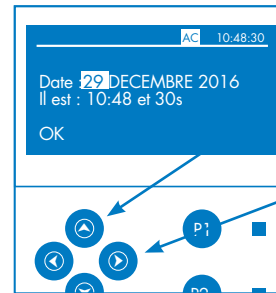 AC 10:48:30
Date : 29 DECEMBRE 2016
Il est : 10:48 et 30s
OK
P1
P2